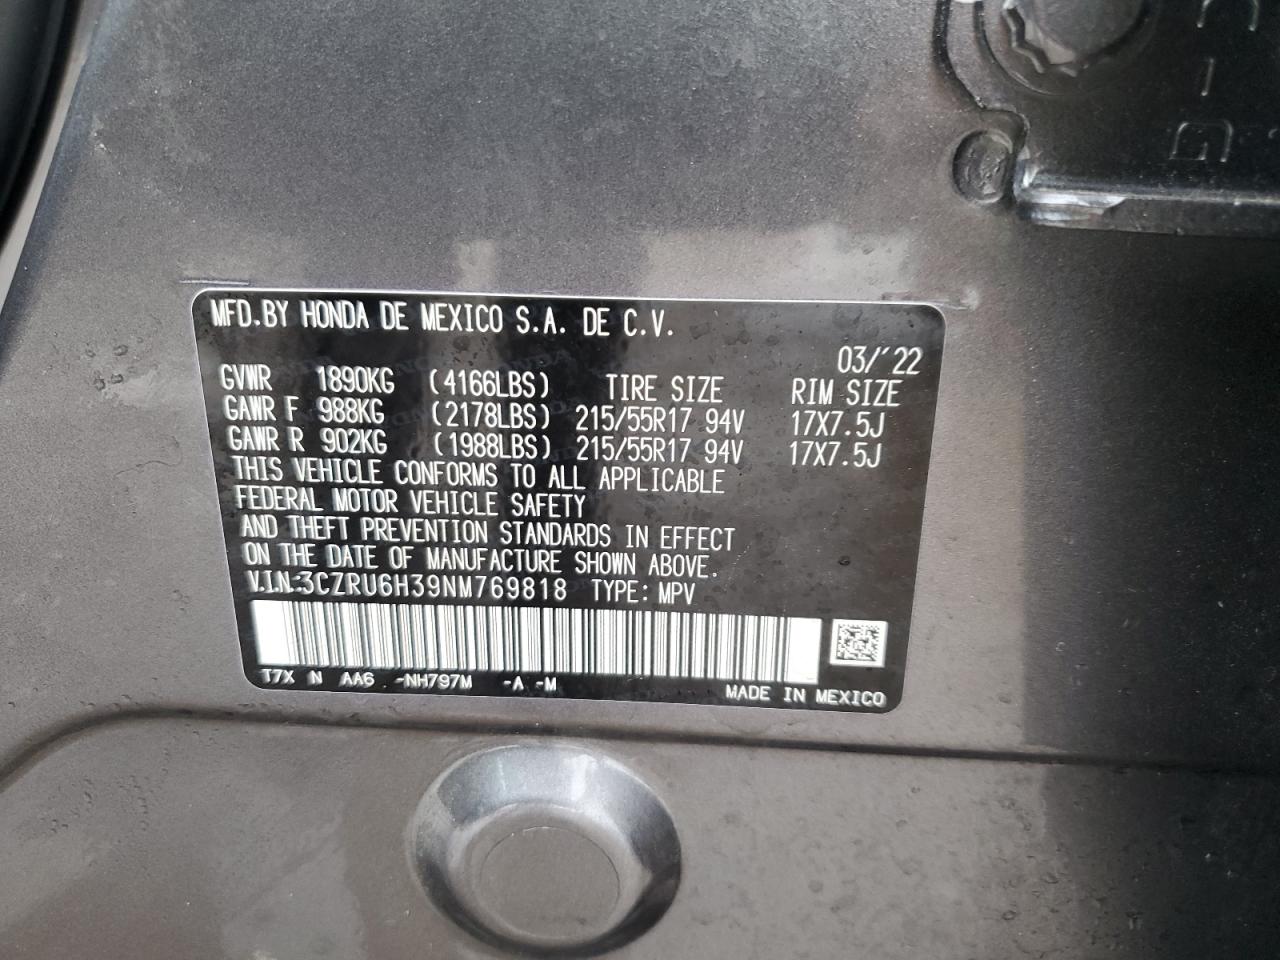 MFD.BY HONDA DE MEXICO S.A. DE C.V.
03/'22
GVWR 1890KG (4166LBS) TIRE SIZE RIM SIZE
GAWR F 988KG (2178LBS) 215/55R17 94V 17X7.5J
GAWR R 902KG (1988LBS) 215/55R17 94V 17X7.5J
THIS VEHICLE CONFORMS TO ALL APPLICABLE
FEDERAL MOTOR VEHICLE SAFETY
AND THEFT PREVENTION STANDARDS IN EFFECT
ON THE DATE OF MANUFACTURE SHOWN ABOVE.
V.I.N:3CZRU6H39NM769818 TYPE: MPV
T7X N AA6 -NH797M -A -M
MADE IN MEXICO